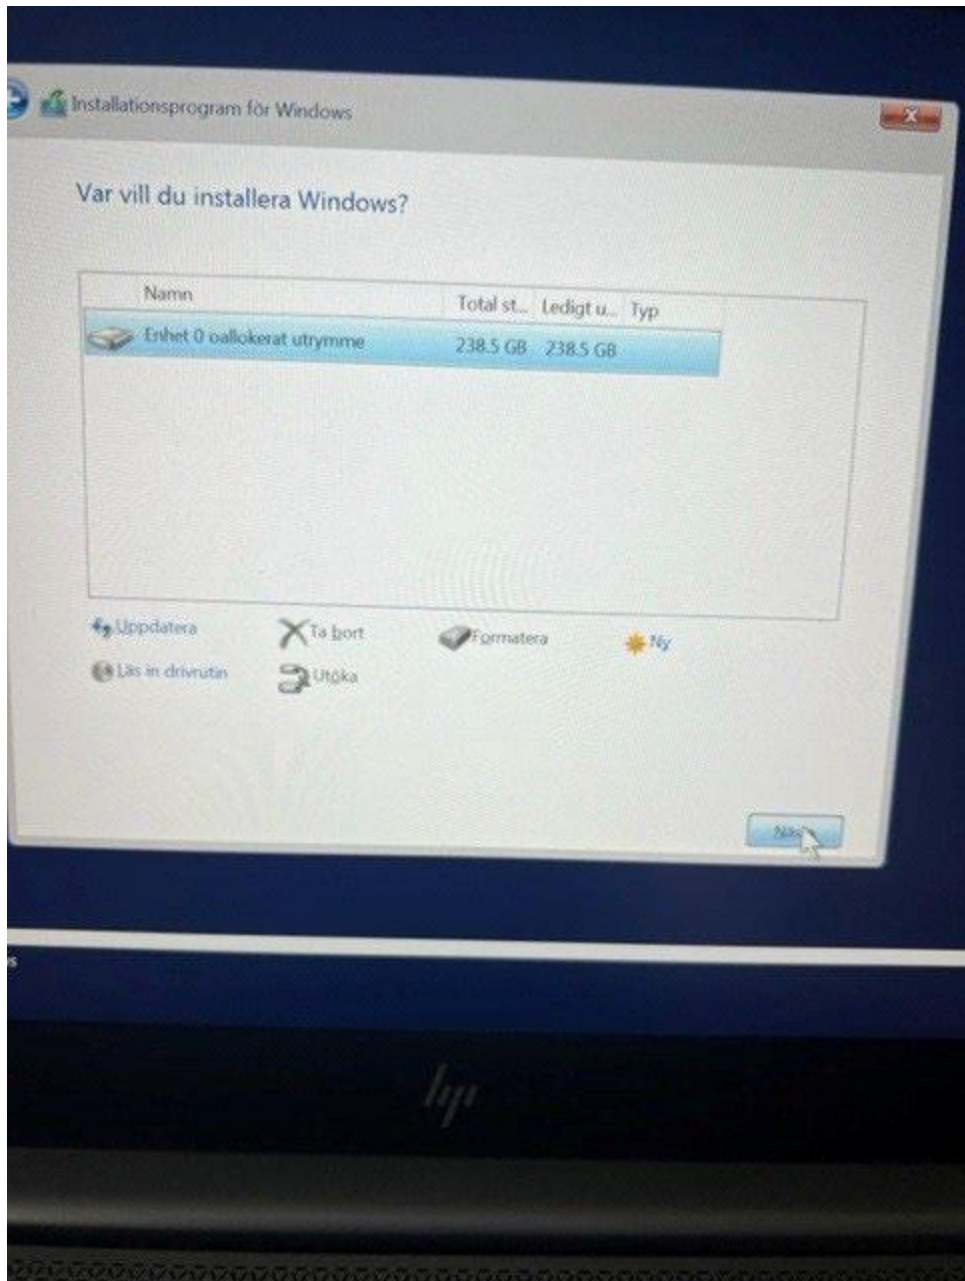 Installationsprogram för Windows
Var vill du installera Windows?
Namn Total st... Ledigt u... Typ
Enhet 0 oallokerat utrymme 238.5 GB 238.5 GB
Uppdatera Ta bort Formatera Ny
Läs in drivrutin Utöka
hp